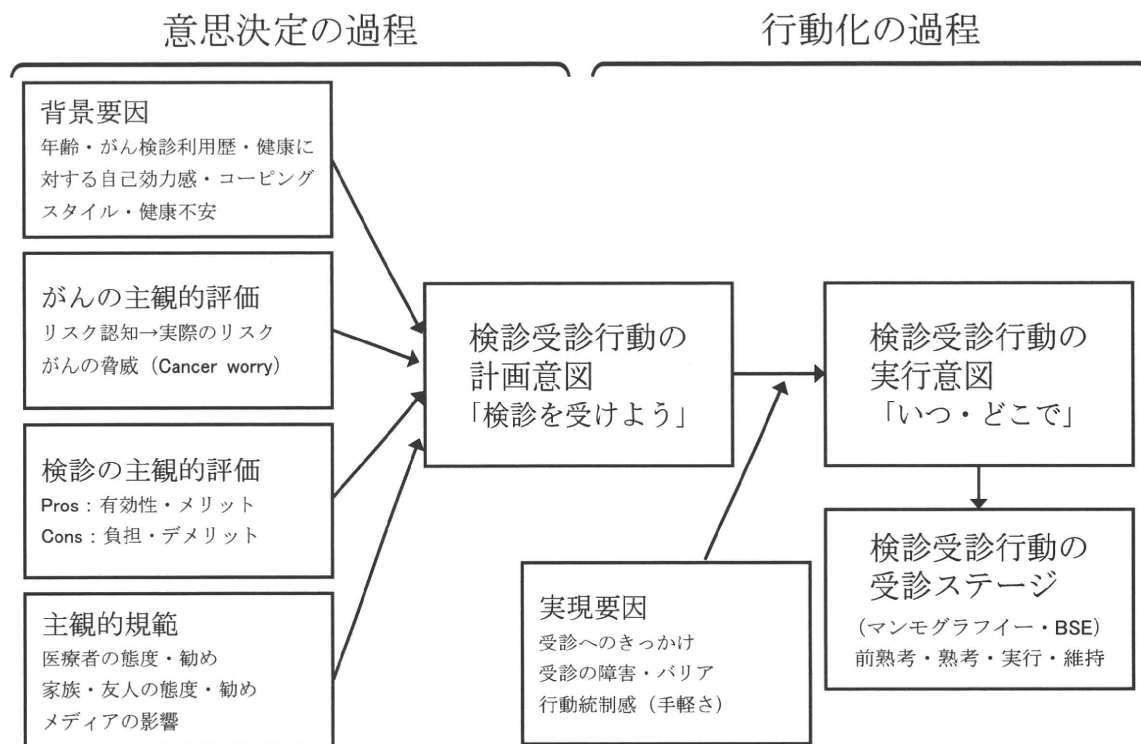 意思決定の過程
行動化の過程
背景要因
年齢・がん検診利用歴・健康に
対する自己効力感・コーピング
スタイル・健康不安
がんの主観的評価
リスク認知→実際のリスク
がんの脅威（Cancer worry）
検診の主観的評価
Pros：有効性・メリット
Cons：負担・デメリット
主観的規範
医療者の態度・勧め
家族・友人の態度・勧め
メディアの影響
検診受診行動の
計画意図
「検診を受けよう」
実現要因
受診へのきっかけ
受診の障害・バリア
行動統制感（手軽さ）
検診受診行動の
実行意図
「いつ・どこで」
検診受診行動の
受診ステージ
（マンモグラフイー・BSE）
前熟考・熟考・実行・維持